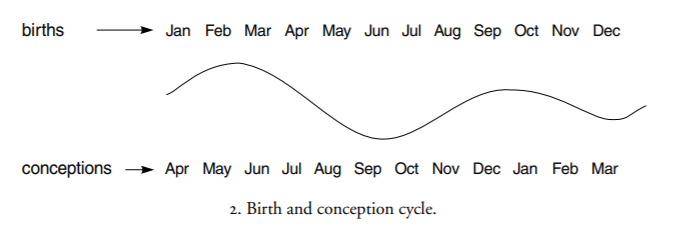 births Jan Feb Mar Apr May Jun Jul Aug Sep Oct Nov Dec
conceptions Apr May Jun Jul Aug Sep Oct Nov Dec Jan Feb Mar
2. Birth and conception cycle.